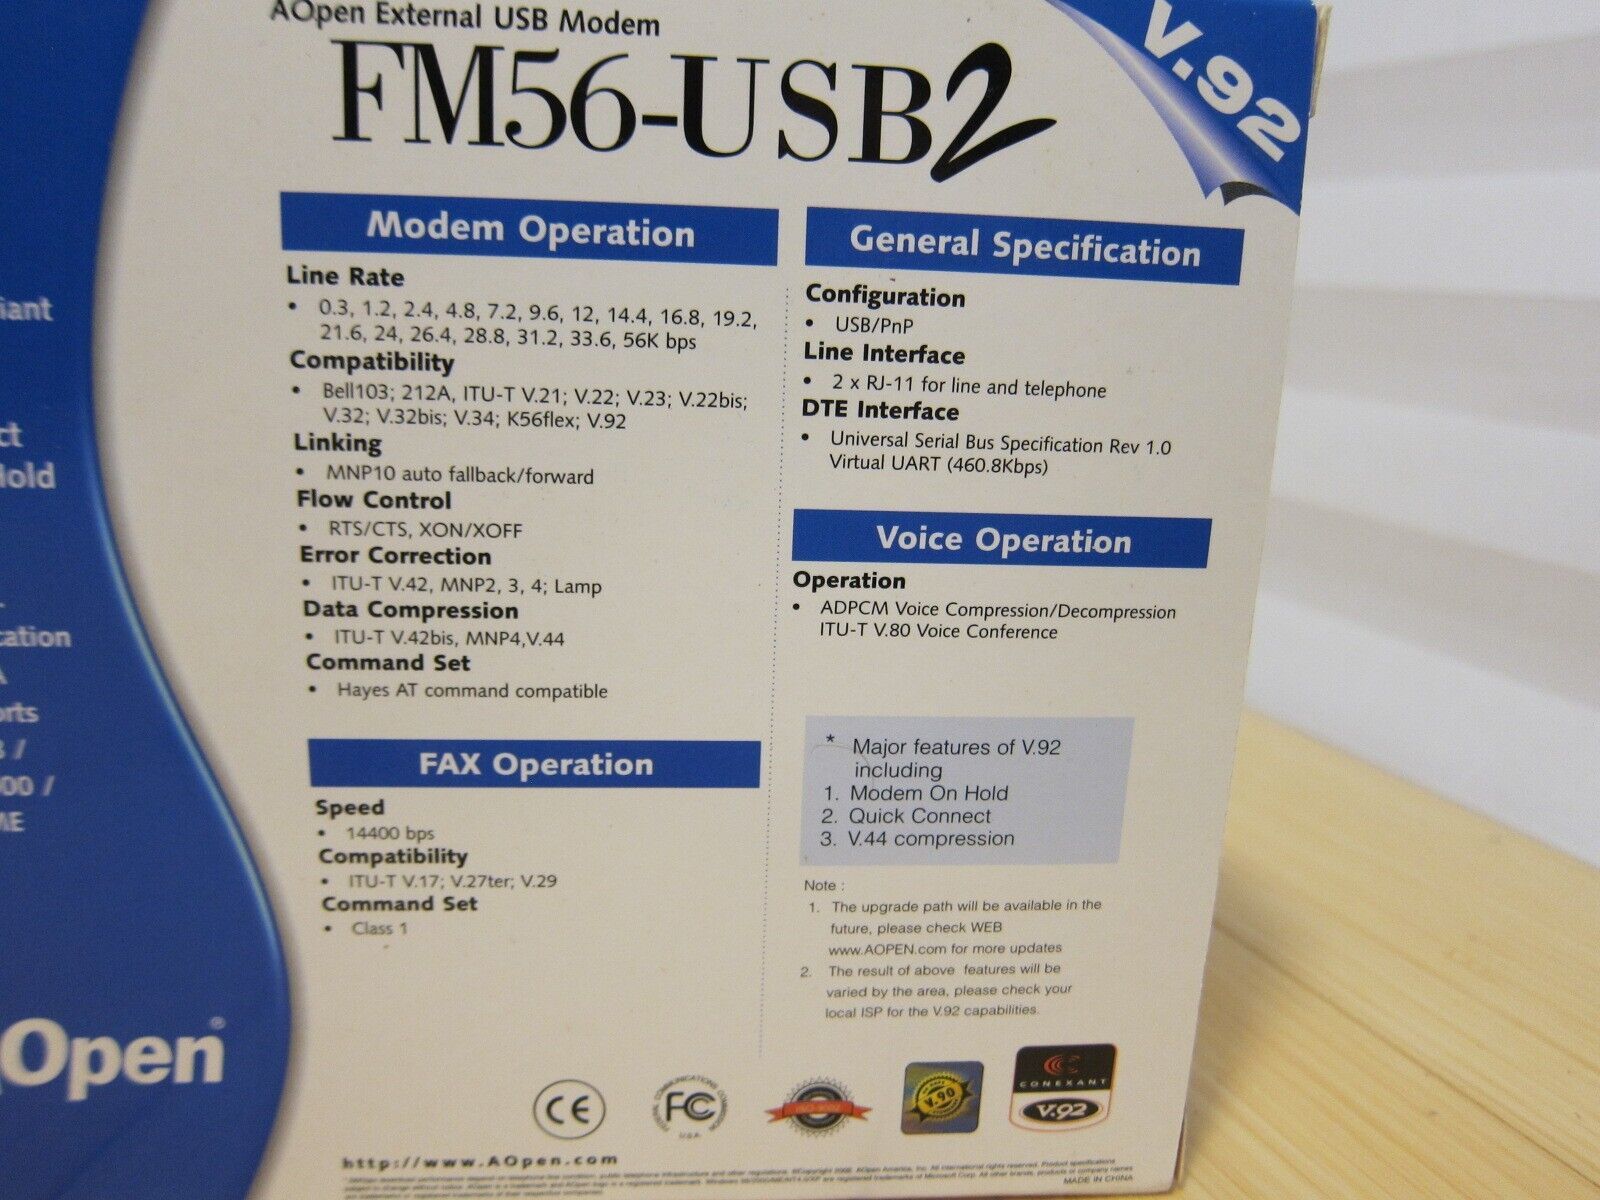 AOpen External USB Modem
FM56-USB2
V.92
Modem Operation
Line Rate
• 0.3, 1.2, 2.4, 4.8, 7.2, 9.6, 12, 14.4, 16.8, 19.2,
21.6, 24, 26.4, 28.8, 31.2, 33.6, 56K bps
Compatibility
• Bell103; 212A, ITU-T V.21; V.22; V.23; V.22bis;
V.32; V.32bis; V.34; K56flex; V.92
Linking
• MNP10 auto fallback/forward
Flow Control
• RTS/CTS, XON/XOFF
Error Correction
• ITU-T V.42, MNP2, 3, 4; Lamp
Data Compression
• ITU-T V.42bis, MNP4,V.44
Command Set
• Hayes AT command compatible
FAX Operation
Speed
• 14400 bps
Compatibility
• ITU-T V.17; V.27ter; V.29
Command Set
• Class 1
General Specification
Configuration
• USB/PnP
Line Interface
• 2 x RJ-11 for line and telephone
DTE Interface
• Universal Serial Bus Specification Rev 1.0
Virtual UART (460.8Kbps)
Voice Operation
Operation
• ADPCM Voice Compression/Decompression
ITU-T V.80 Voice Conference
* Major features of V.92
including
1. Modem On Hold
2. Quick Connect
3. V.44 compression
Note :
1. The upgrade path will be available in the
future, please check WEB
www.AOPEN.com for more updates
2. The result of above features will be
varied by the area, please check your
local ISP for the V.92 capabilities.
iant
ct
Hold
cation
A
orts
/
00 /
ME
Open®
CE
FC
U.S.A.
V.90
CONEXANT
V.92
http://www.AOpen.com
MADE IN CHINA